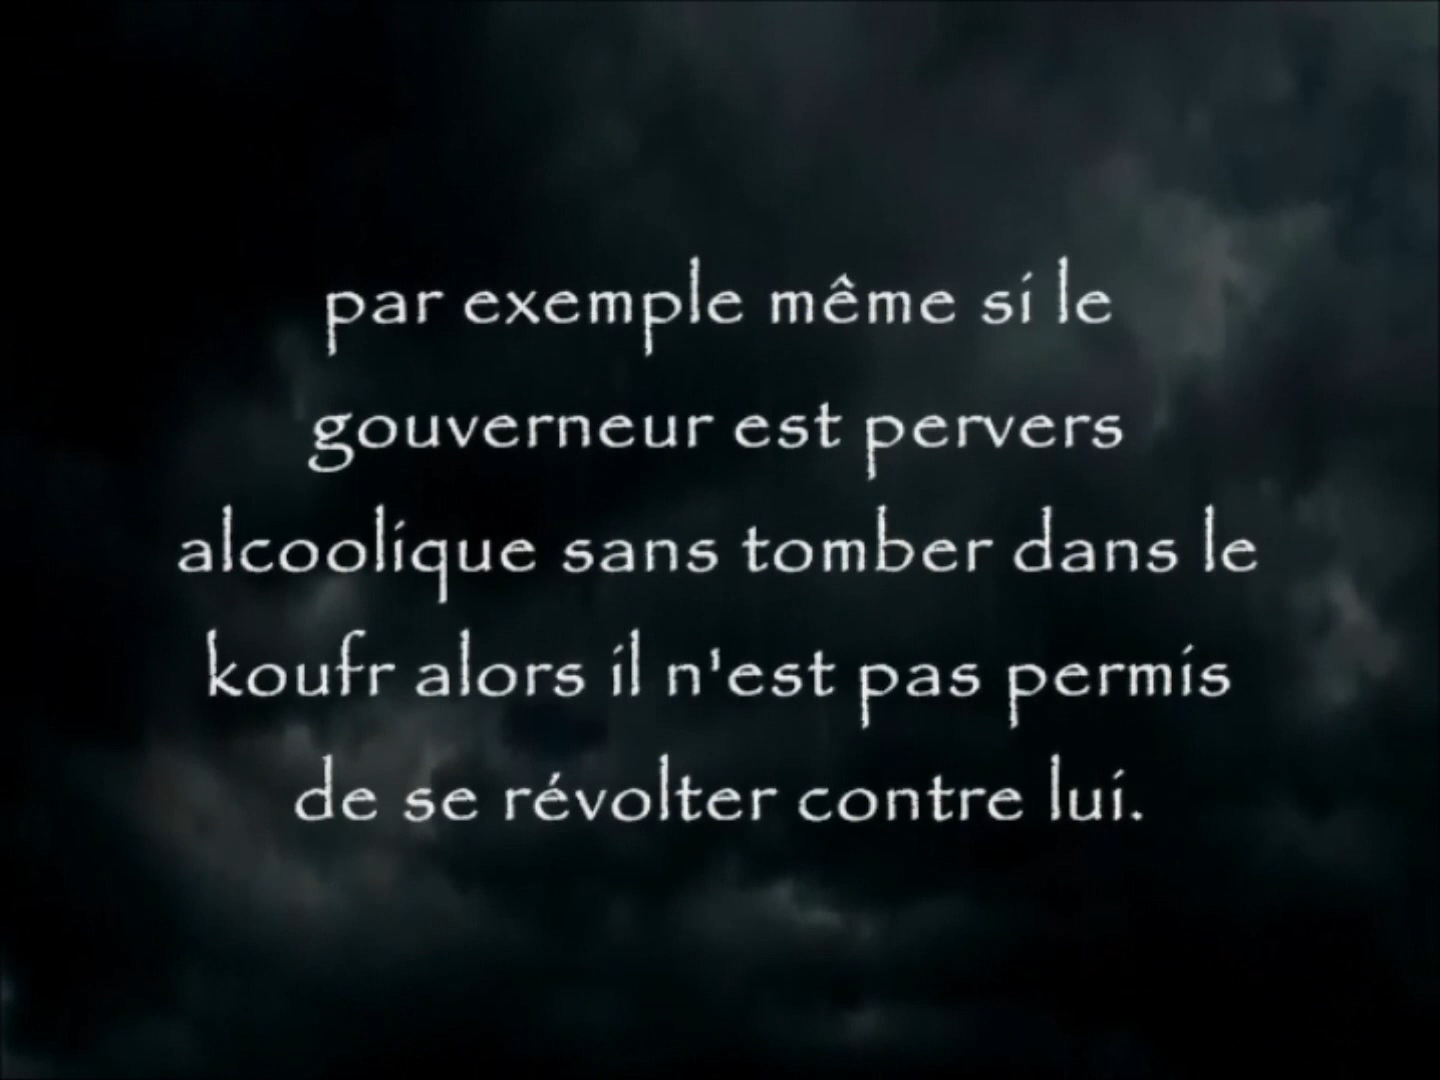 par exemple même si le
gouverneur est pervers
alcoolique sans tomber dans le
koufr alors il n'est pas permis
de se révolter contre lui.